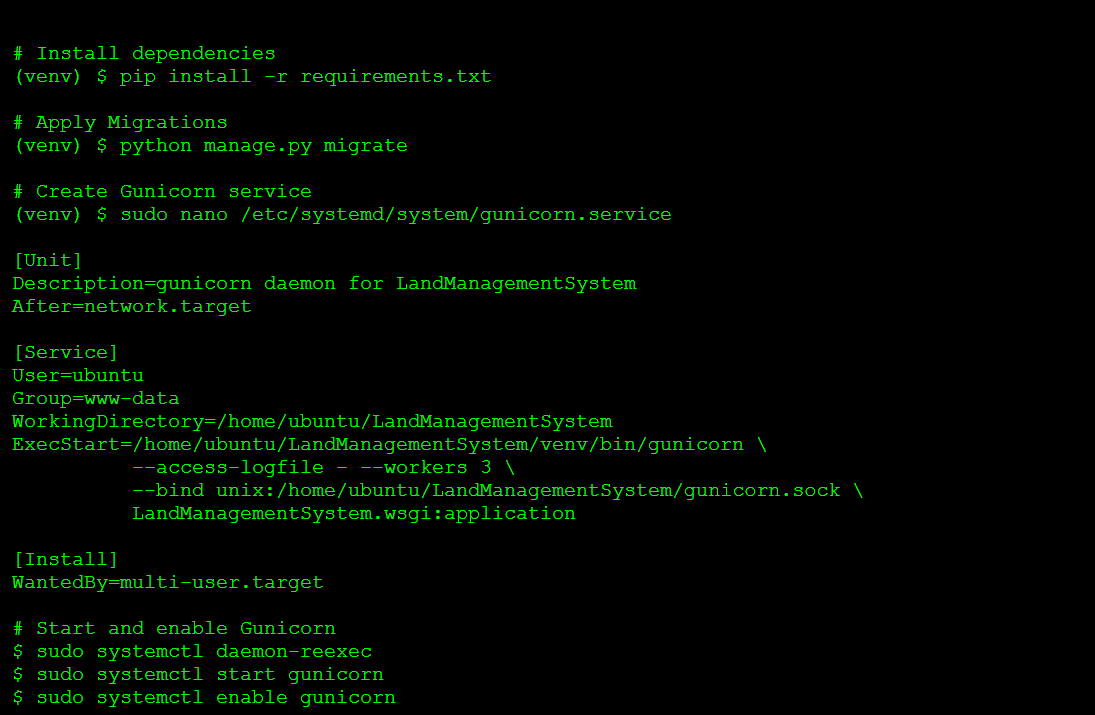 # Install dependencies
(venv) $ pip install -r requirements.txt
# Apply Migrations
(venv) $ python manage.py migrate
# Create Gunicorn service
(venv) $ sudo nano /etc/systemd/system/gunicorn.service
[Unit]
Description=gunicorn daemon for LandManagementSystem
After=network.target
[Service]
User=ubuntu
Group=www-data
WorkingDirectory=/home/ubuntu/LandManagementSystem
ExecStart=/home/ubuntu/LandManagementSystem/venv/bin/gunicorn \
          --access-logfile - --workers 3 \
          --bind unix:/home/ubuntu/LandManagementSystem/gunicorn.sock \
          LandManagementSystem.wsgi:application
[Install]
WantedBy=multi-user.target
# Start and enable Gunicorn
$ sudo systemctl daemon-reexec
$ sudo systemctl start gunicorn
$ sudo systemctl enable gunicorn